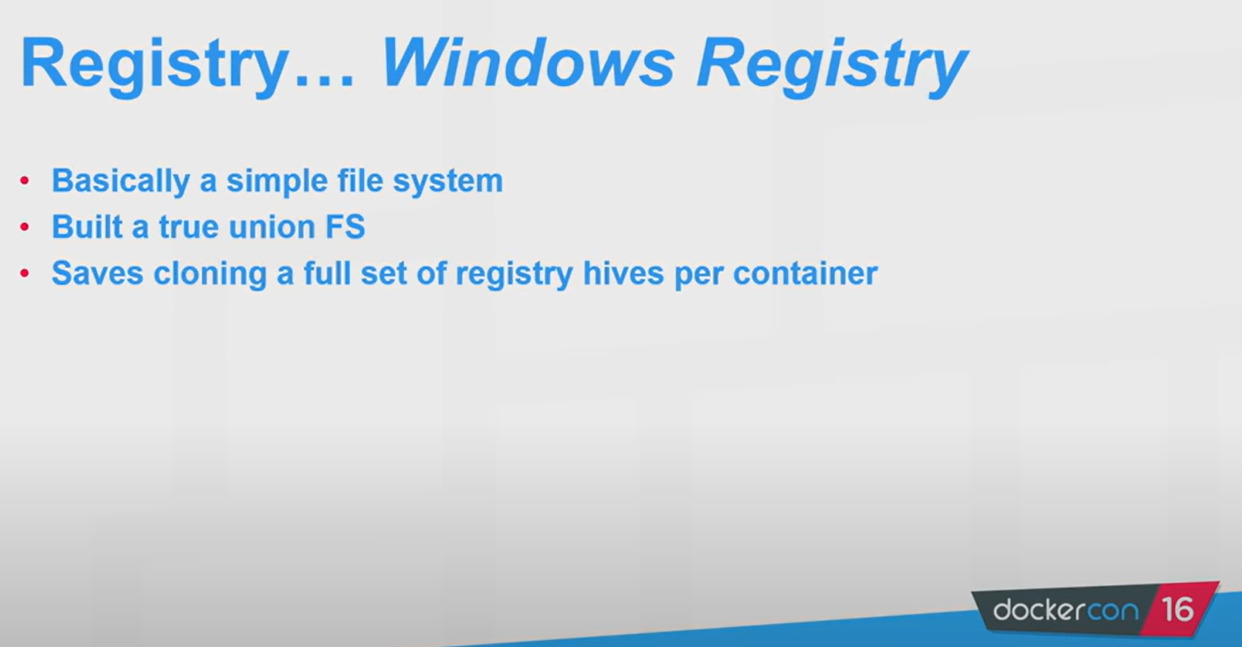 Registry… Windows Registry
• Basically a simple file system
• Built a true union FS
• Saves cloning a full set of registry hives per container
dockercon 16